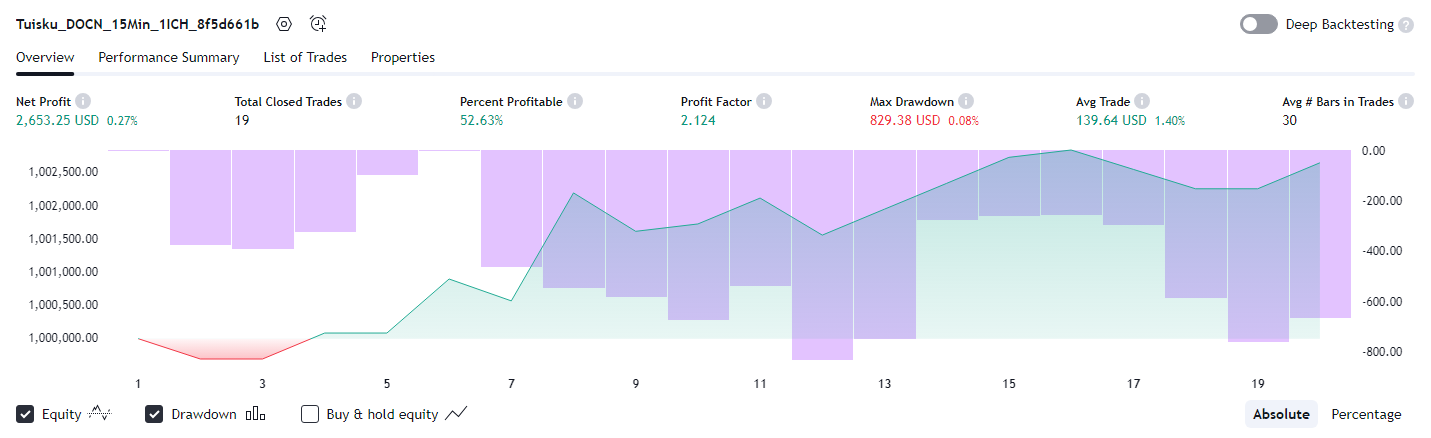 Tuisku_DOCN_15Min_1ICH_8f5d661b
Deep Backtesting ?
Overview Performance Summary List of Trades Properties
Net Profit Total Closed Trades Percent Profitable Profit Factor Max Drawdown Avg Trade Avg # Bars in Trades
2,653.25 USD 0.27% 19 52.63% 2.124 829.38 USD 0.08% 139.64 USD 1.40% 30
0.00
1,002,500.00
1,002,000.00 -200.00
1,001,500.00
-400.00
1,001,000.00
1,000,500.00 -600.00
1,000,000.00
-800.00
1 3 5 7 9 11 13 15 17 19
Equity Drawdown Buy & hold equity Absolute Percentage